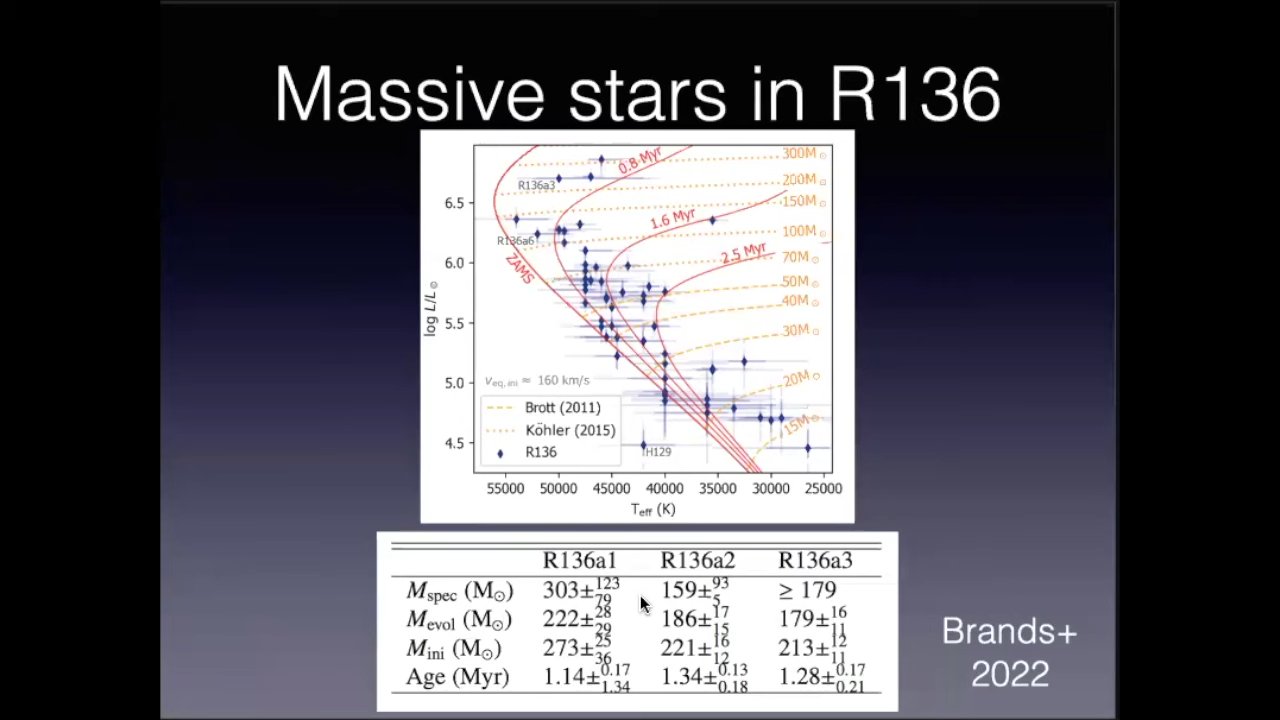 Massive stars in R136
300M⊙
0.8 Myr
R136a3
200M⊙
6.5
150M⊙
1.6 Myr
100M⊙
R136a6
2.5 Myr
6.0
70M⊙
ZAMS
50M⊙
40M⊙
log L/L⊙
5.5
30M⊙
20M⊙
5.0
v eq,ini ≈ 160 km/s
Brott (2011)
15M⊙
Köhler (2015)
4.5
R136
H129
55000 50000 45000 40000 35000 30000 25000
Teff (K)
R136a1 R136a2 R136a3
Mspec (M⊙) 303±123 79 159±93 5 ≥ 179
Mevol (M⊙) 222±28 29 186±17 15 179±16 11
Mini (M⊙) 273±25 36 221±16 12 213±12 11
Age (Myr) 1.14±0.17 1.34 1.34±0.13 0.18 1.28±0.17 0.21
Brands+
2022